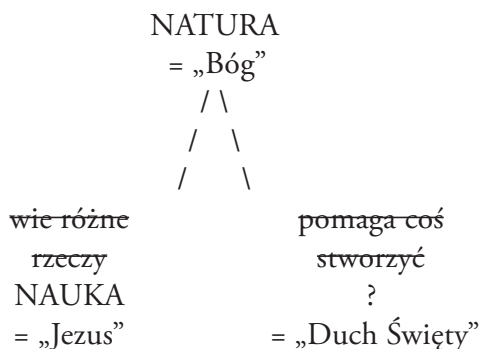 NATURA
= „Bóg”
/ \
/ \
/ \
wie różne pomaga coś
rzeczy stworzyć
NAUKA ?
= „Jezus” = „Duch Święty”